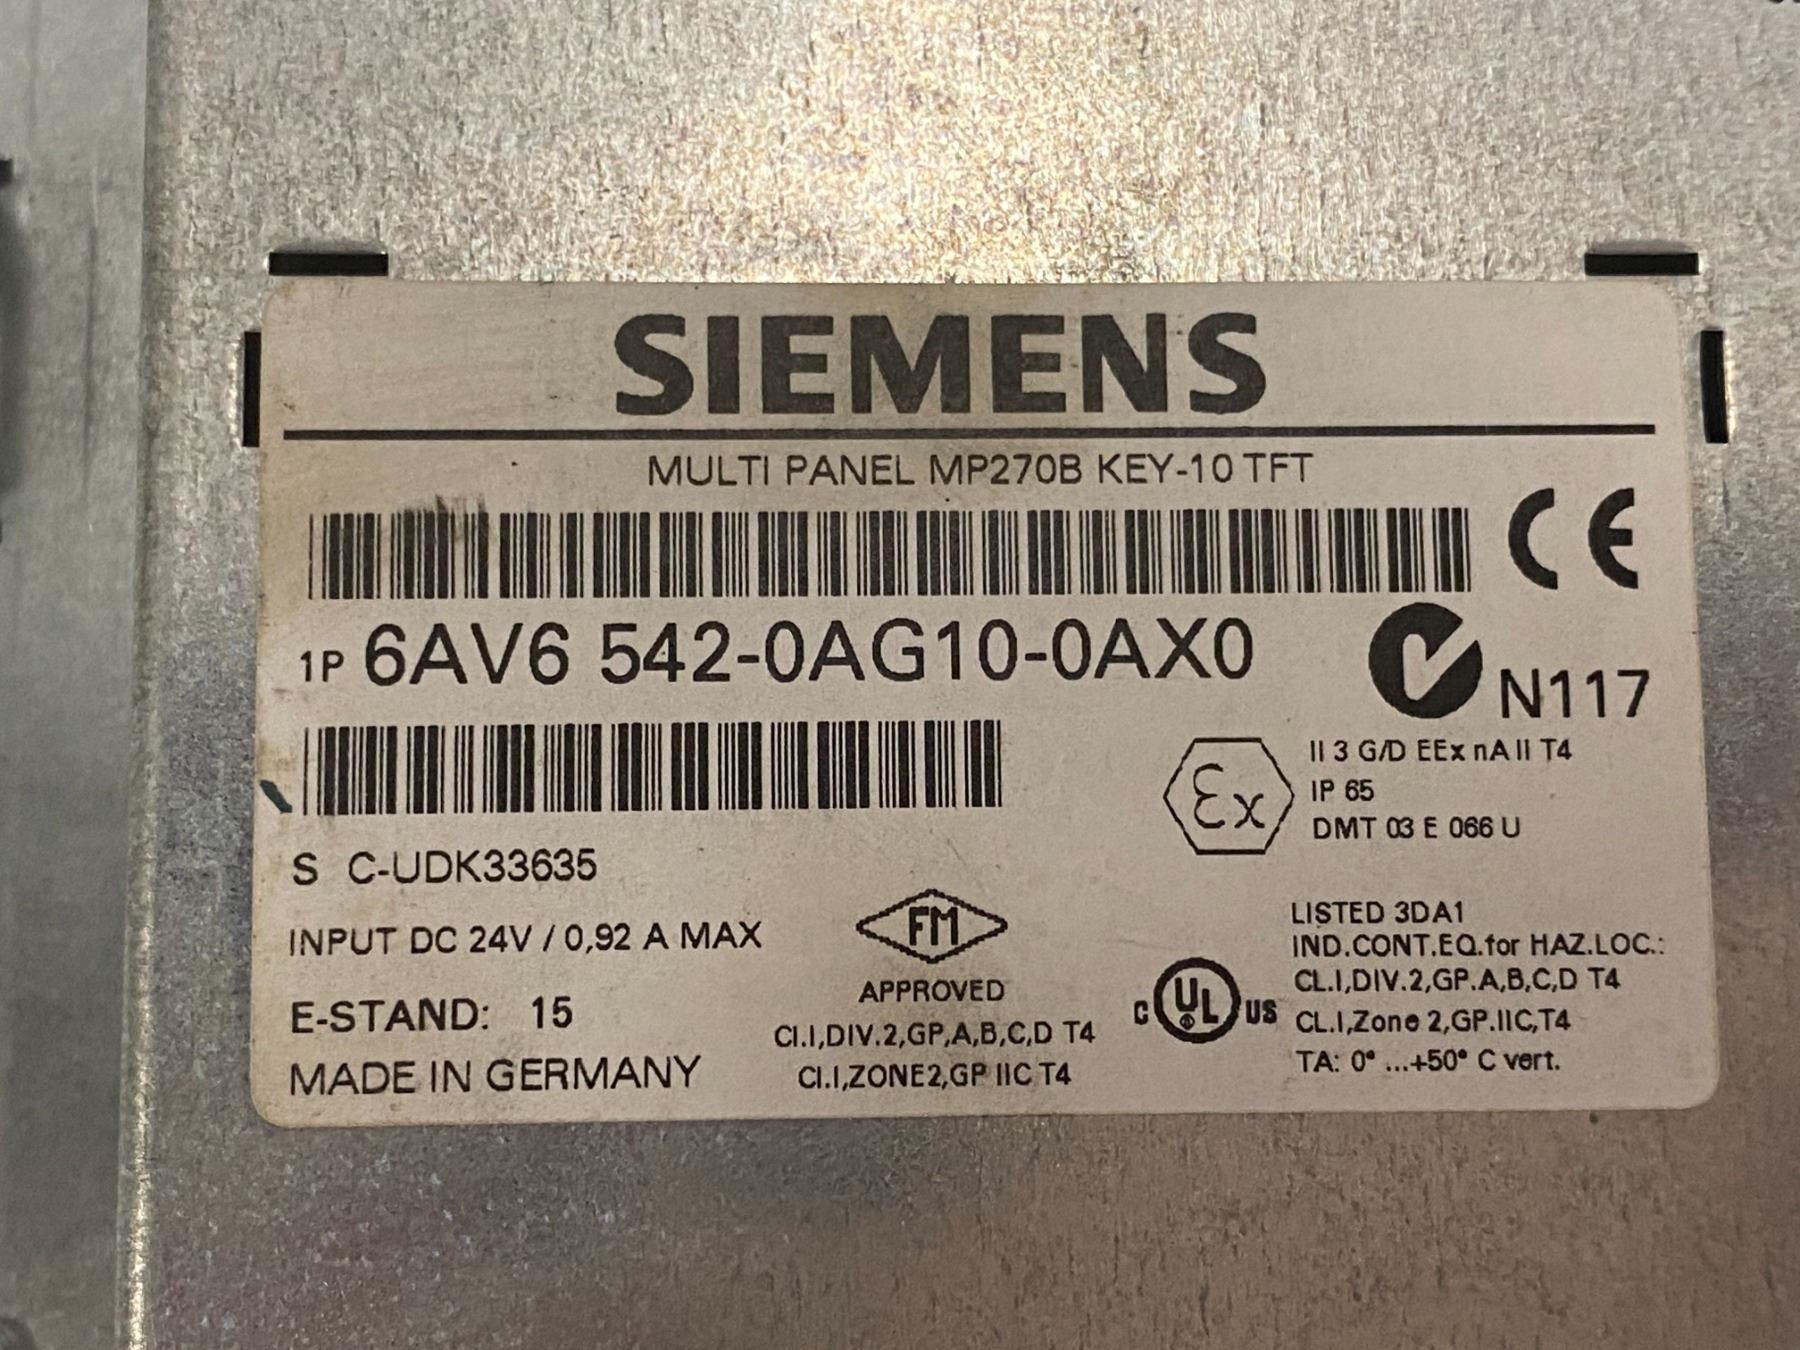 SIEMENS
MULTI PANEL MP270B KEY-10 TFT
CE
1P 6AV6 542-0AG10-0AX0
N117
Ex
II 3 G/D EEx nA II T4
IP 65
DMT 03 E 066 U
S C-UDK33635
INPUT DC 24V / 0,92 A MAX
E-STAND: 15
MADE IN GERMANY
FM
APPROVED
Cl.I,DIV.2,GP,A,B,C,D T4
Cl.I,ZONE2,GP IIC T4
C UL US
®
LISTED 3DA1
IND.CONT.EQ.for HAZ.LOC.:
CL.I,DIV.2,GP.A,B,C,D T4
CL.I,Zone 2,GP.IIC,T4
TA: 0° ...+50° C vert.